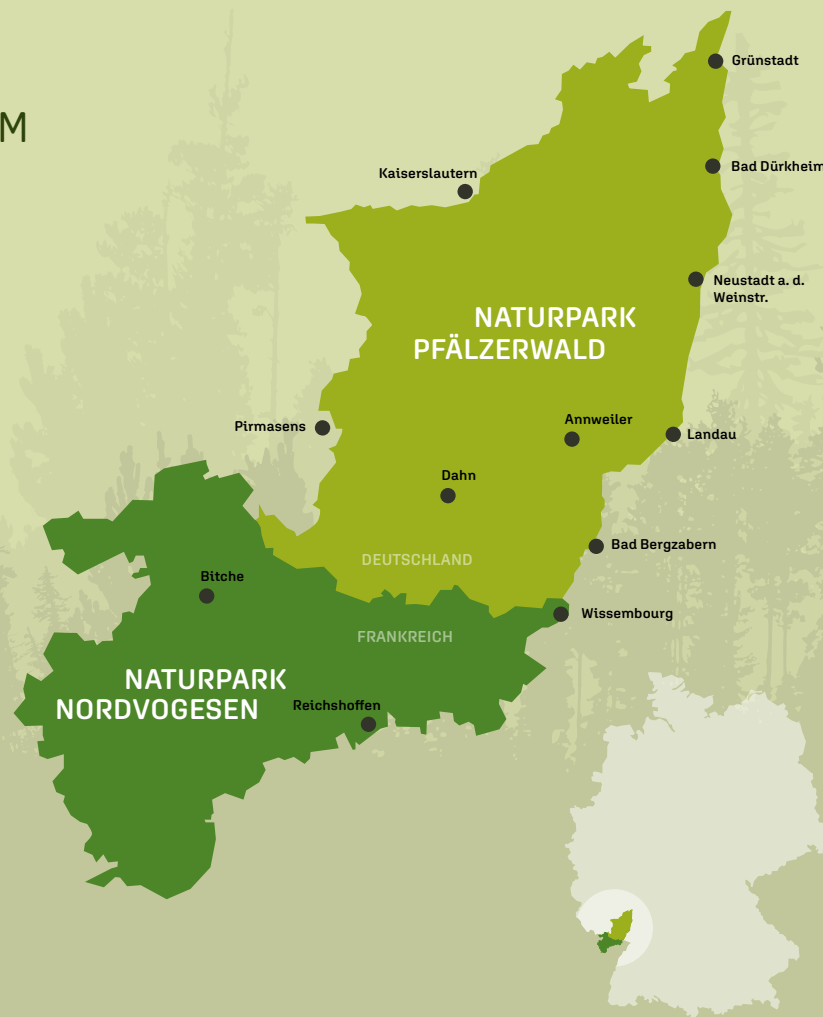 M
Grünstadt
Bad Dürkheim
Kaiserslautern
Neustadt a. d.
Weinstr.
NATURPARK
PFÄLZERWALD
Pirmasens
Annweiler
Landau
Dahn
Bad Bergzabern
DEUTSCHLAND
Bitche
Wissembourg
FRANKREICH
NATURPARK
NORDVOGESEN
Reichshoffen